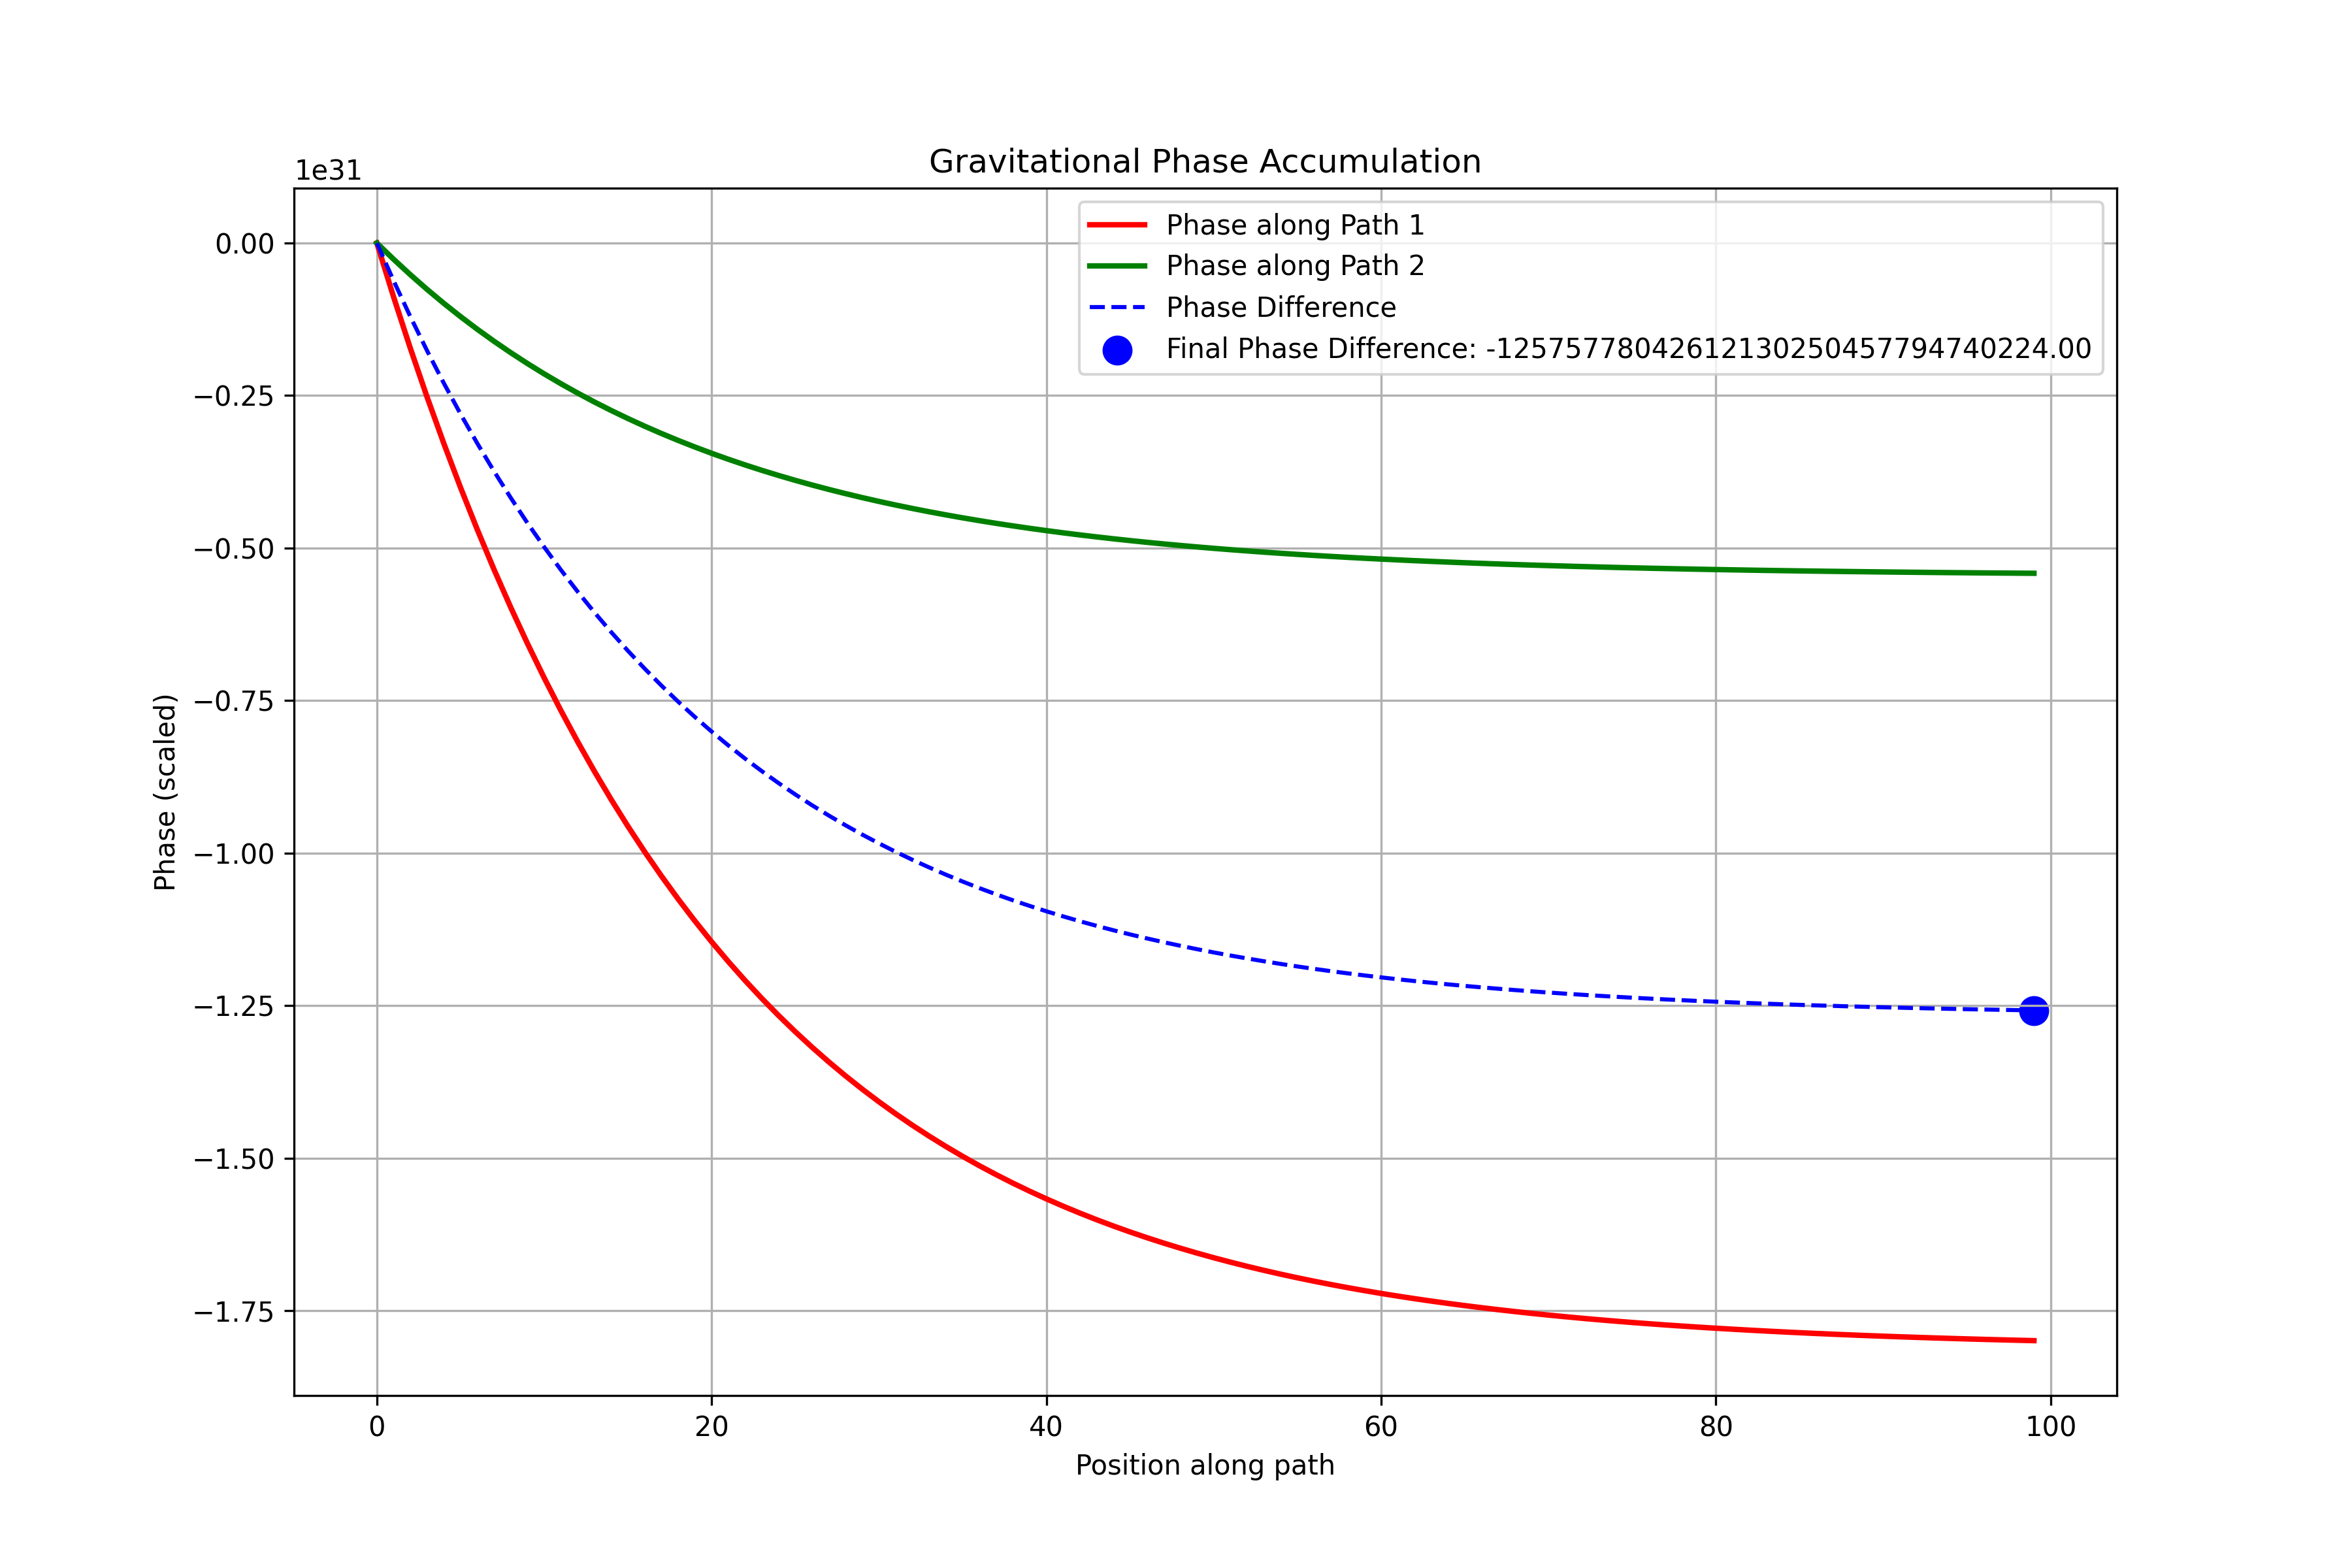 Gravitational Phase Accumulation
1e31
Phase along Path 1
Phase along Path 2
Phase Difference
Final Phase Difference: -12575778042612130250457794740224.00
0.00
−0.25
−0.50
−0.75
−1.00
−1.25
−1.50
−1.75
Phase (scaled)
0 20 40 60 80 100
Position along path